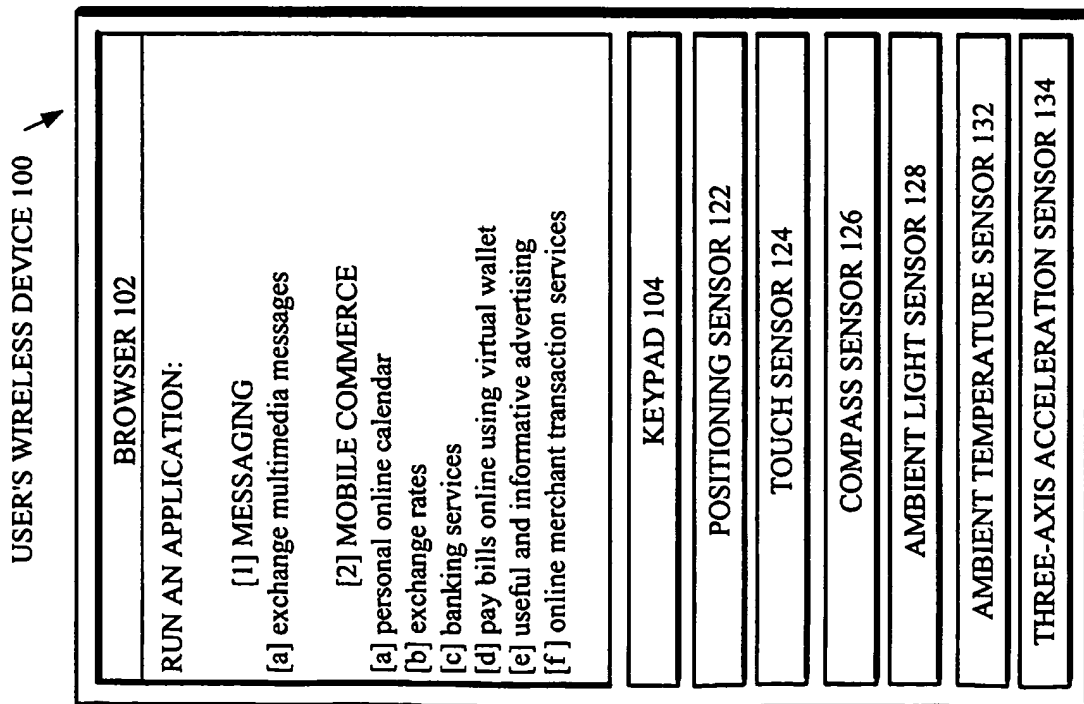 USER'S WIRELESS DEVICE 100
BROWSER 102
RUN AN APPLICATION:
[1] MESSAGING
[a] exchange multimedia messages
[2] MOBILE COMMERCE
[a] personal online calendar
[b] exchange rates
[c] banking services
[d] pay bills online using virtual wallet
[e] useful and informative advertising
[f] online merchant transaction services
KEYPAD 104
POSITIONING SENSOR 122
TOUCH SENSOR 124
COMPASS SENSOR 126
AMBIENT LIGHT SENSOR 128
AMBIENT TEMPERATURE SENSOR 132
THREE-AXIS ACCELERATION SENSOR 134